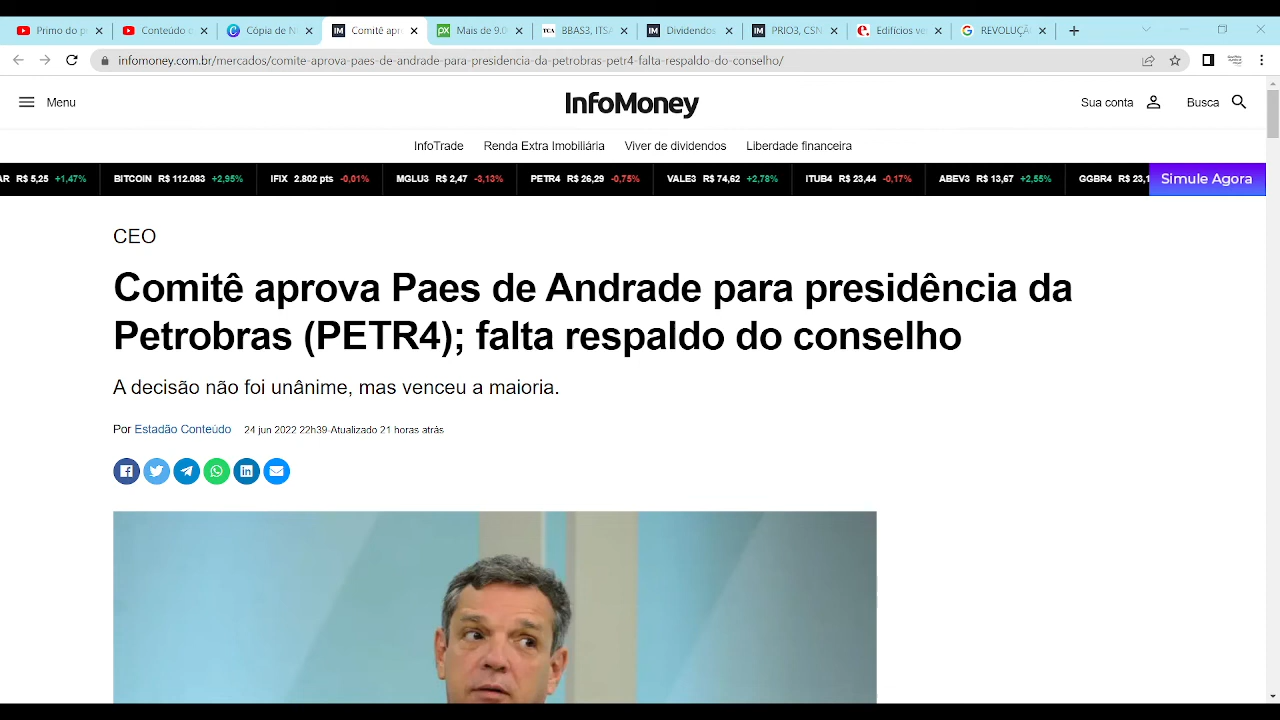 Primo do p
Conteúdo d
Cópia de N
Comitê apr
Mais de 9.0
BBAS3, ITSA
Dividendos
PRIO3, CSN
Edifícios ve
REVOLUÇÃ
infomoney.com.br/mercados/comite-aprova-paes-de-andrade-para-presidencia-da-petrobras-petr4-falta-respaldo-do-conselho/
Menu
InfoMoney
Sua conta
Busca
InfoTrade Renda Extra Imobiliária Viver de dividendos Liberdade financeira
AR R$ 5,25 +1,47% BITCOIN R$ 112.083 +2,95% IFIX 2.802 pts -0,01% MGLU3 R$ 2,47 -3,13% PETR4 R$ 26,29 -0,75% VALE3 R$ 74,62 +2,78% ITUB4 R$ 23,44 -0,17% ABEV3 R$ 13,67 +2,55% GGBR4 R$ 23,1 Simule Agora
CEO
Comitê aprova Paes de Andrade para presidência da
Petrobras (PETR4); falta respaldo do conselho
A decisão não foi unânime, mas venceu a maioria.
Por Estadão Conteúdo 24 jun 2022 22h39-Atualizado 21 horas atrás